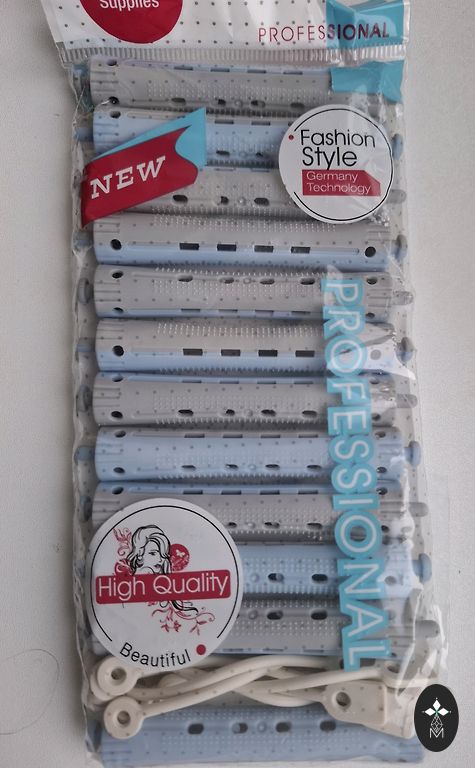 Supplies
PROFESSIONAL
NEW
Fashion
Style
Germany
Technology
PROFESSIONAL
High Quality
Beautiful